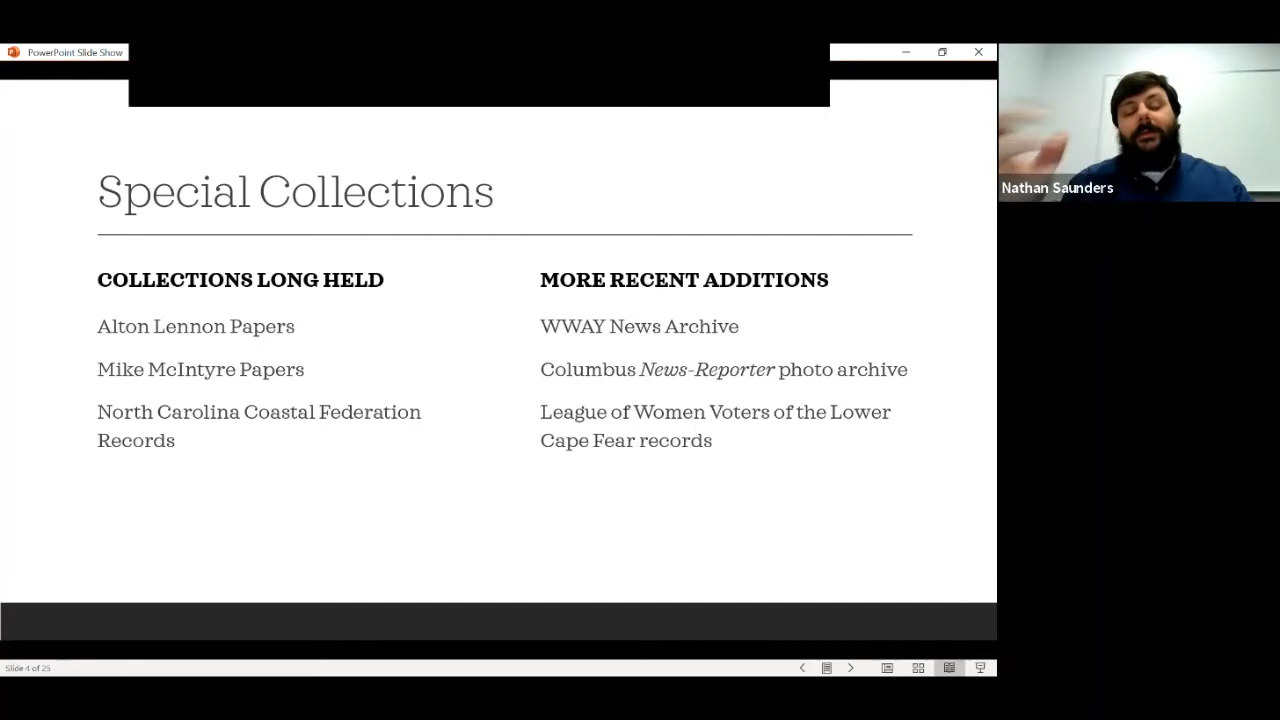 PowerPoint Slide Show
Special Collections
COLLECTIONS LONG HELD
Alton Lennon Papers
Mike McIntyre Papers
North Carolina Coastal Federation
Records
MORE RECENT ADDITIONS
WWAY News Archive
Columbus News-Reporter photo archive
League of Women Voters of the Lower
Cape Fear records
Nathan Saunders
Slide 4 of 25